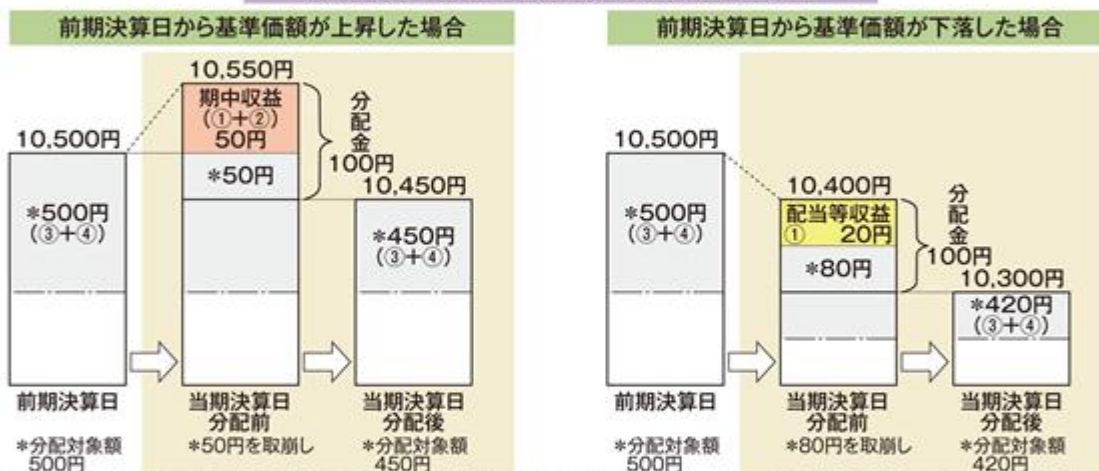 前期決算日から基準価額が上昇した場合
10,550円
期中収益
(①+②)
50円
分配金
100円
10,500円
*50円
10,450円
*500円
(③+④)
*450円
(③+④)
前期決算日
当期決算日
分配前
当期決算日
分配後
*分配対象額
500円
*50円を取崩し
*分配対象額
450円
前期決算日から基準価額が下落した場合
10,500円
10,400円
配当等収益
① 20円
分配金
100円
*500円
(③+④)
*80円
10,300円
*420円
(③+④)
前期決算日
当期決算日
分配前
当期決算日
分配後
*分配対象額
500円
*80円を取崩し
*分配対象額
420円